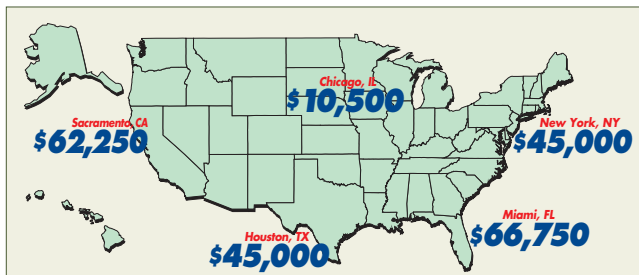 Chicago, IL
$10,500
Sacramento, CA
$62,250
New York, NY
$45,000
Miami, FL
$66,750
Houston, TX
$45,000